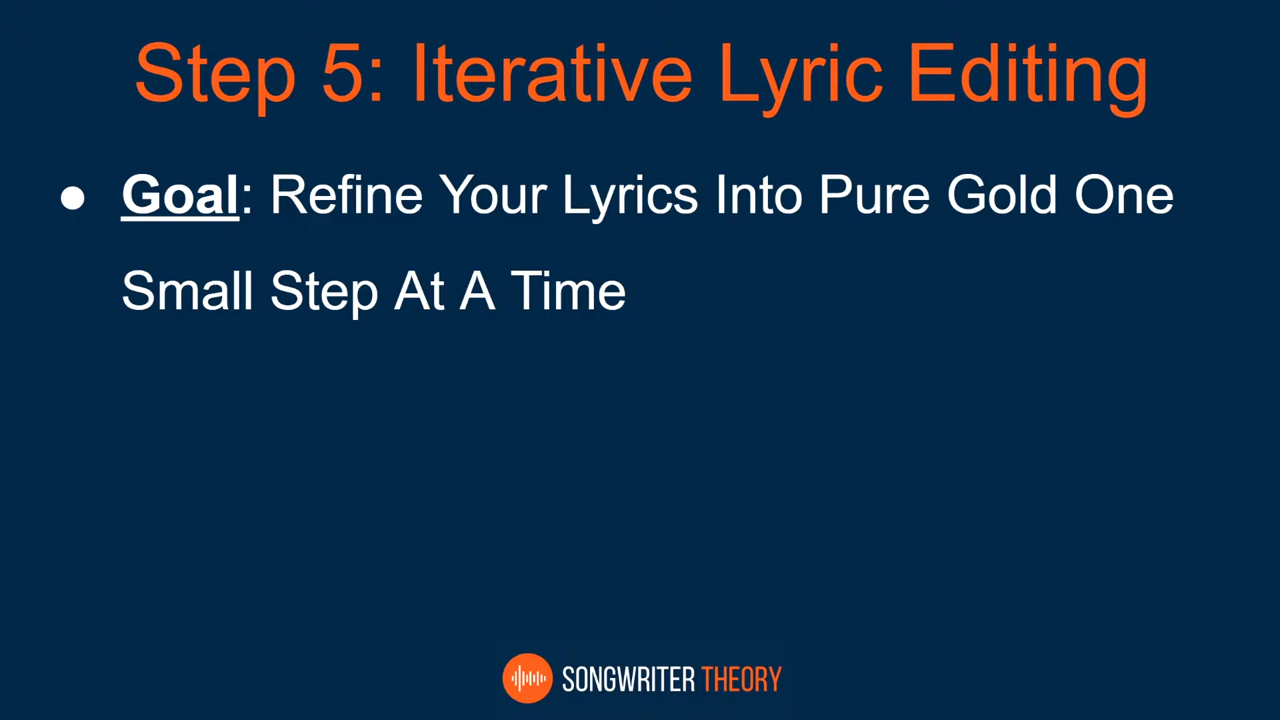 Step 5: Iterative Lyric Editing
● Goal: Refine Your Lyrics Into Pure Gold One
Small Step At A Time
SONGWRITER THEORY